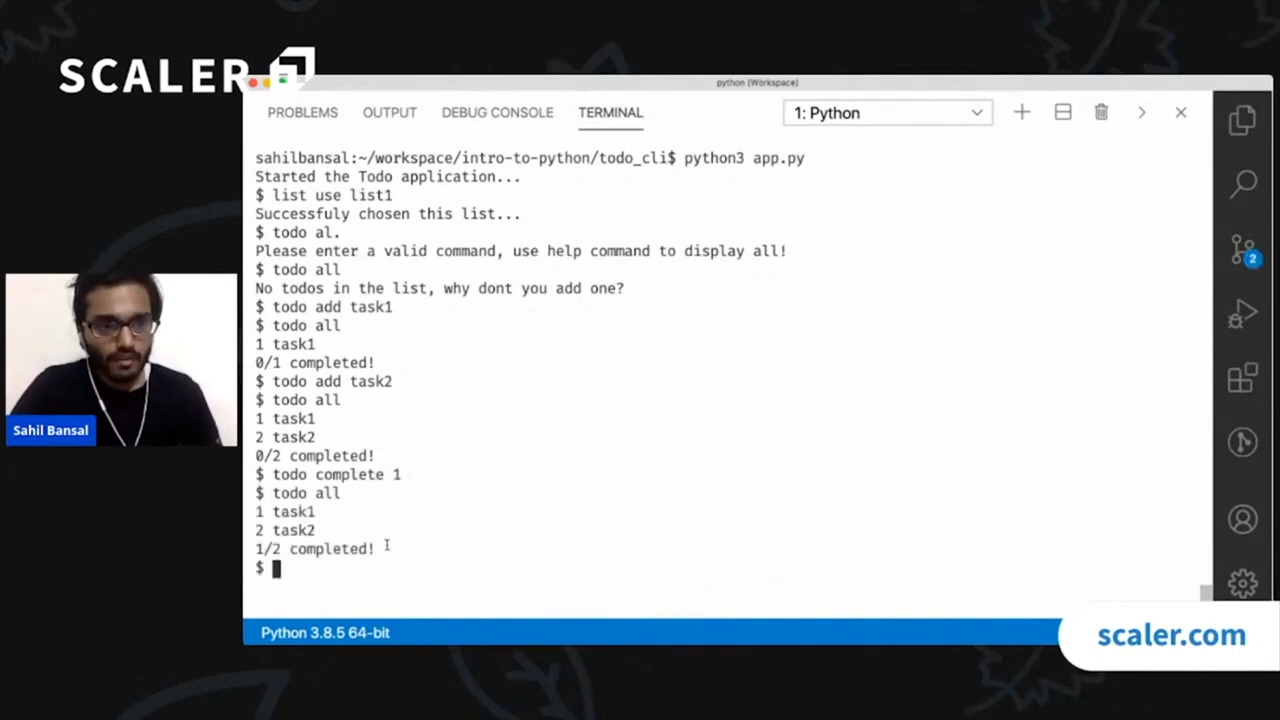 SCALER
python (Workspace)
PROBLEMS OUTPUT DEBUG CONSOLE TERMINAL 1: Python
sahilbansal:~/workspace/intro-to-python/todo_cli$ python3 app.py
Started the Todo application...
$ list use list1
Successfuly chosen this list...
$ todo al.
Please enter a valid command, use help command to display all!
$ todo all
No todos in the list, why dont you add one?
$ todo add task1
$ todo all
1 task1
0/1 completed!
$ todo add task2
$ todo all
1 task1
2 task2
0/2 completed!
$ todo complete 1
$ todo all
1 task1
2 task2
1/2 completed!
$
2
Sahil Bansal
Python 3.8.5 64-bit
scaler.com